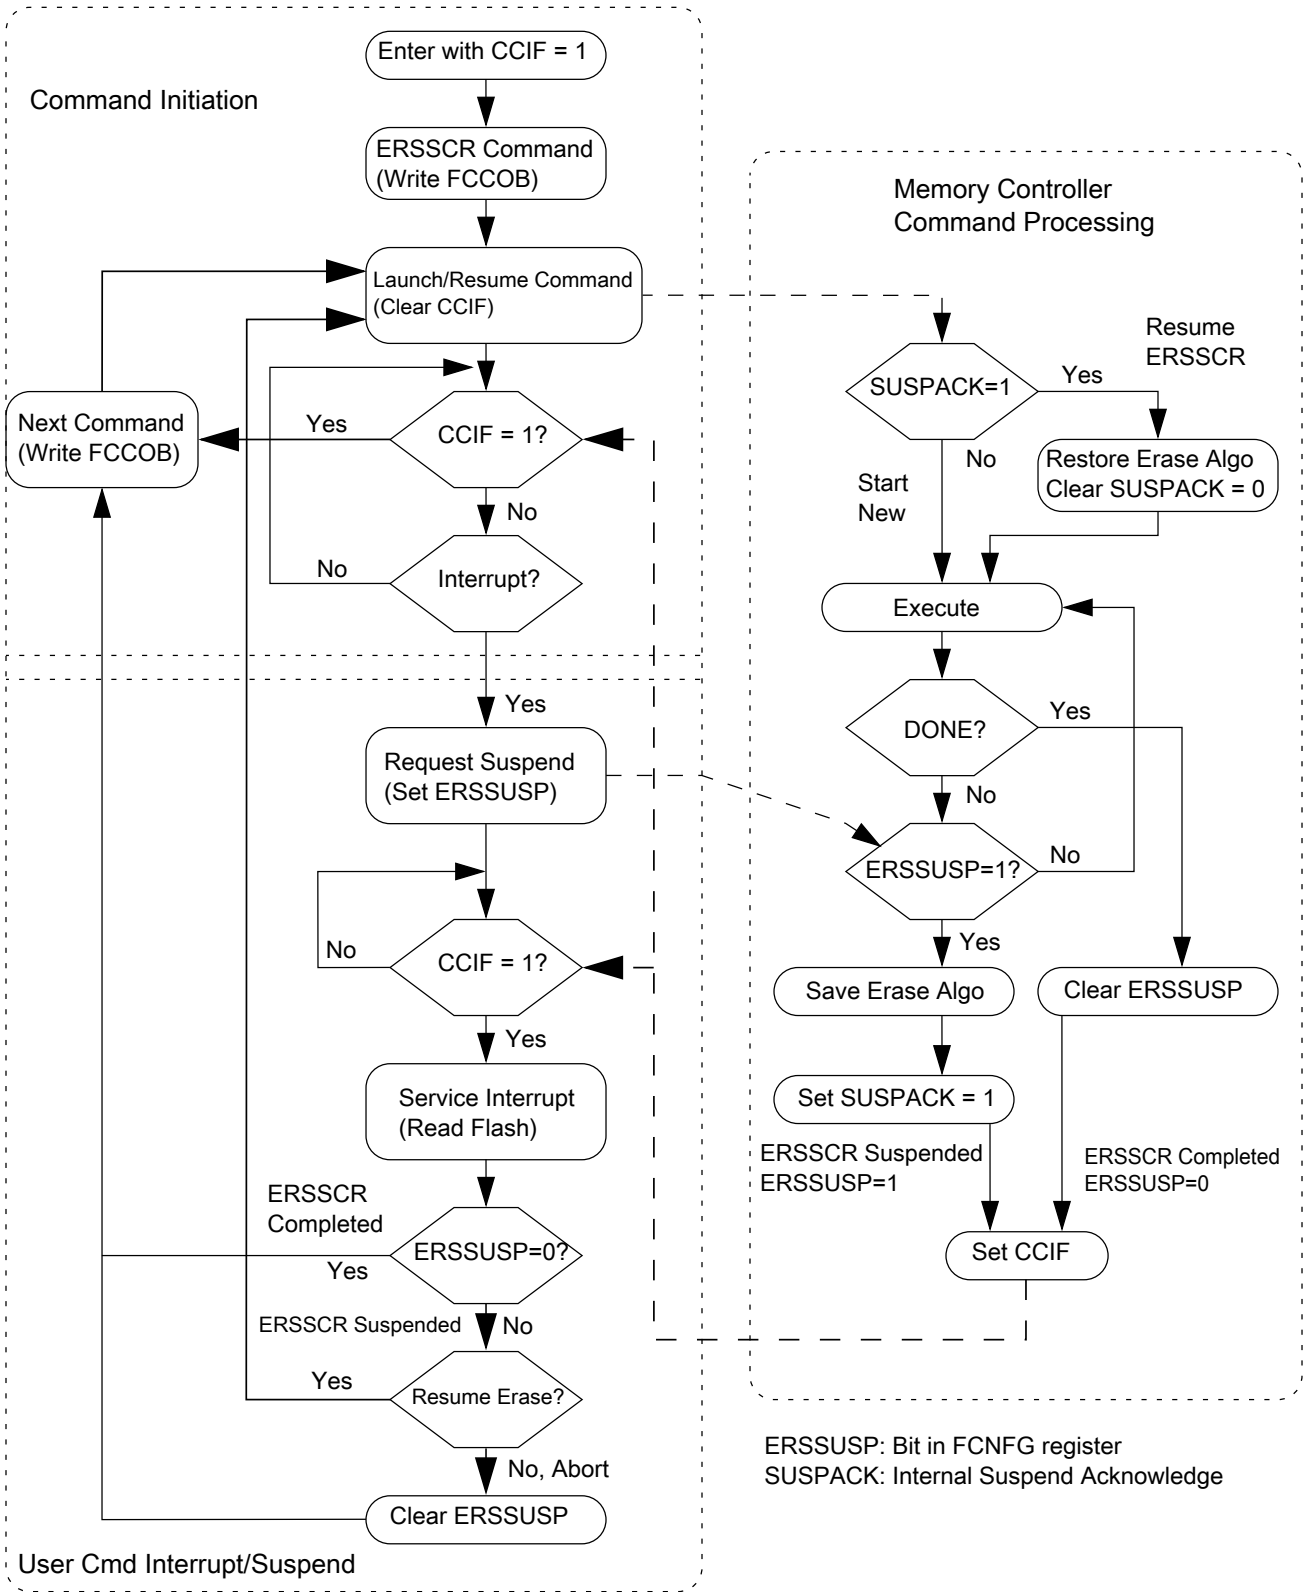 Enter with CCIF = 1
Command Initiation
ERSSCR Command
(Write FCCOB)
Launch/Resume Command
(Clear CCIF)
Next Command
(Write FCCOB)
Yes
CCIF = 1?
No
No
Interrupt?
Yes
Request Suspend
(Set ERSSUSP)
No
CCIF = 1?
Yes
Service Interrupt
(Read Flash)
ERSSCR
Completed
ERSSUSP=0?
Yes
ERSSCR Suspended
No
Yes
Resume Erase?
No, Abort
Clear ERSSUSP
User Cmd Interrupt/Suspend
Memory Controller
Command Processing
Resume
ERSSCR
SUSPACK=1
Yes
No
Restore Erase Algo
Clear SUSPACK = 0
Start
New
Execute
DONE?
Yes
No
ERSSUSP=1?
No
Yes
Save Erase Algo
Clear ERSSUSP
Set SUSPACK = 1
ERSSCR Suspended
ERSSUSP=1
ERSSCR Completed
ERSSUSP=0
Set CCIF
ERSSUSP: Bit in FCNFG register
SUSPACK: Internal Suspend Acknowledge